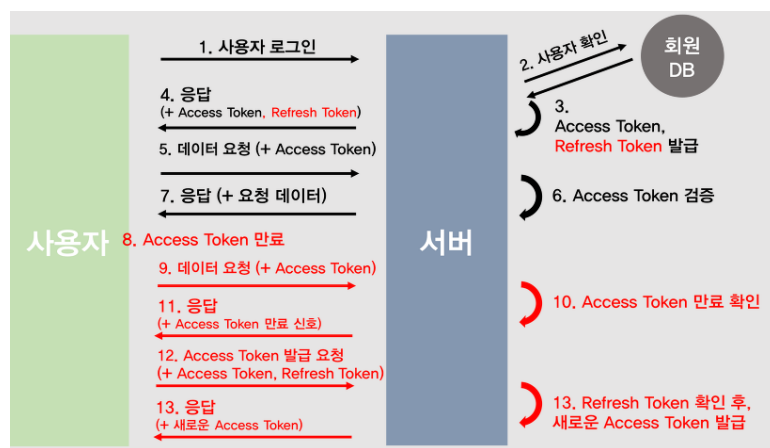 1. 사용자 로그인
2. 사용자 확인
회원
DB
4. 응답
(+ Access Token, Refresh Token)
3.
Access Token,
Refresh Token 발급
5. 데이터 요청 (+ Access Token)
6. Access Token 검증
7. 응답 (+ 요청 데이터)
사용자
8. Access Token 만료
서버
9. 데이터 요청 (+ Access Token)
10. Access Token 만료 확인
11. 응답
(+ Access Token 만료 신호)
12. Access Token 발급 요청
(+ Access Token, Refresh Token)
13. Refresh Token 확인 후,
새로운 Access Token 발급
13. 응답
(+ 새로운 Access Token)